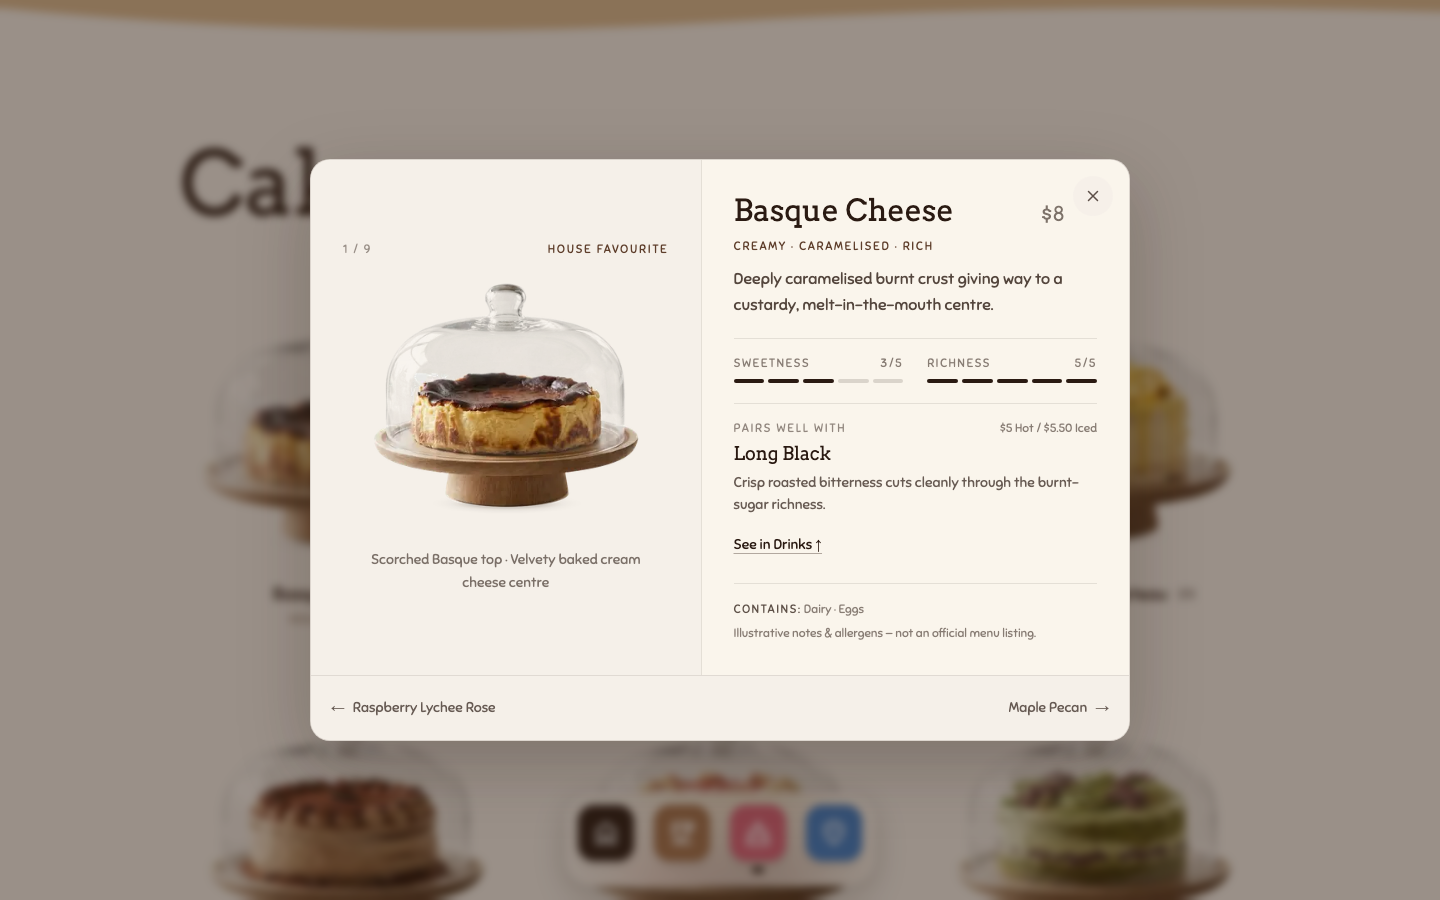 Cal
1 / 9
HOUSE FAVOURITE
Scorched Basque top · Velvety baked cream
cheese centre
Basque Cheese
$8
CREAMY · CARAMELISED · RICH
Deeply caramelised burnt crust giving way to a
custardy, melt-in-the-mouth centre.
SWEETNESS 3/5
RICHNESS 5/5
PAIRS WELL WITH
$5 Hot / $5.50 Iced
Long Black
Crisp roasted bitterness cuts cleanly through the burnt-
sugar richness.
See in Drinks ↑
CONTAINS: Dairy · Eggs
Illustrative notes & allergens – not an official menu listing.
← Raspberry Lychee Rose
Maple Pecan →